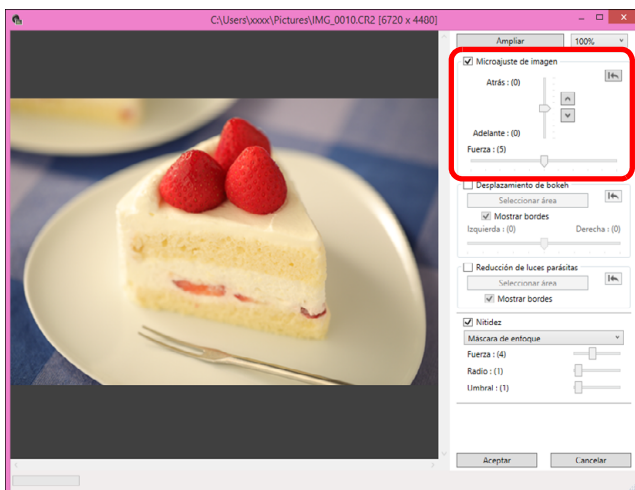 C:\Users\xxxx\Pictures\IMG_0010.CR2 [6720 x 4480]
Ampliar
100%
Microajuste de imagen
Atrás : (0)
Adelante : (0)
Fuerza : (5)
Desplazamiento de bokeh
Seleccionar área
Mostrar bordes
Izquierda : (0) Derecha : (0)
Reducción de luces parásitas
Seleccionar área
Mostrar bordes
Nitidez
Máscara de enfoque
Fuerza : (4)
Radio : (1)
Umbral : (1)
Aceptar Cancelar